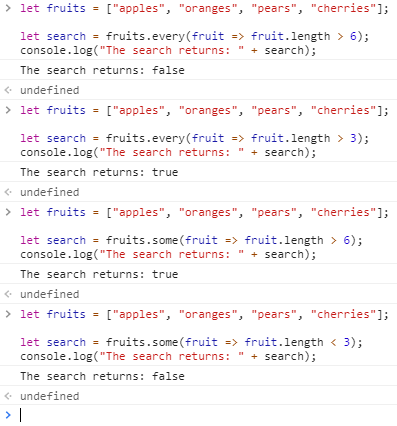 let fruits = ["apples", "oranges", "pears", "cherries"];
let search = fruits.every(fruit => fruit.length > 6);
console.log("The search returns: " + search);
The search returns: false
undefined
let fruits = ["apples", "oranges", "pears", "cherries"];
let search = fruits.every(fruit => fruit.length > 3);
console.log("The search returns: " + search);
The search returns: true
undefined
let fruits = ["apples", "oranges", "pears", "cherries"];
let search = fruits.some(fruit => fruit.length > 6);
console.log("The search returns: " + search);
The search returns: true
undefined
let fruits = ["apples", "oranges", "pears", "cherries"];
let search = fruits.some(fruit => fruit.length < 3);
console.log("The search returns: " + search);
The search returns: false
undefined